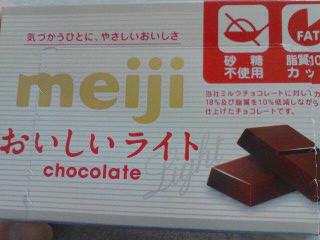 気づかうひとに、やさしいおいしさ
meiji
おいしいライト
chocolate
Light
砂糖
不使用
FAT
脂質10
カッ
当社ミルクチョコレートに対してカ
18%及び脂質を10%低減しながら
仕上げたチョコレートです。